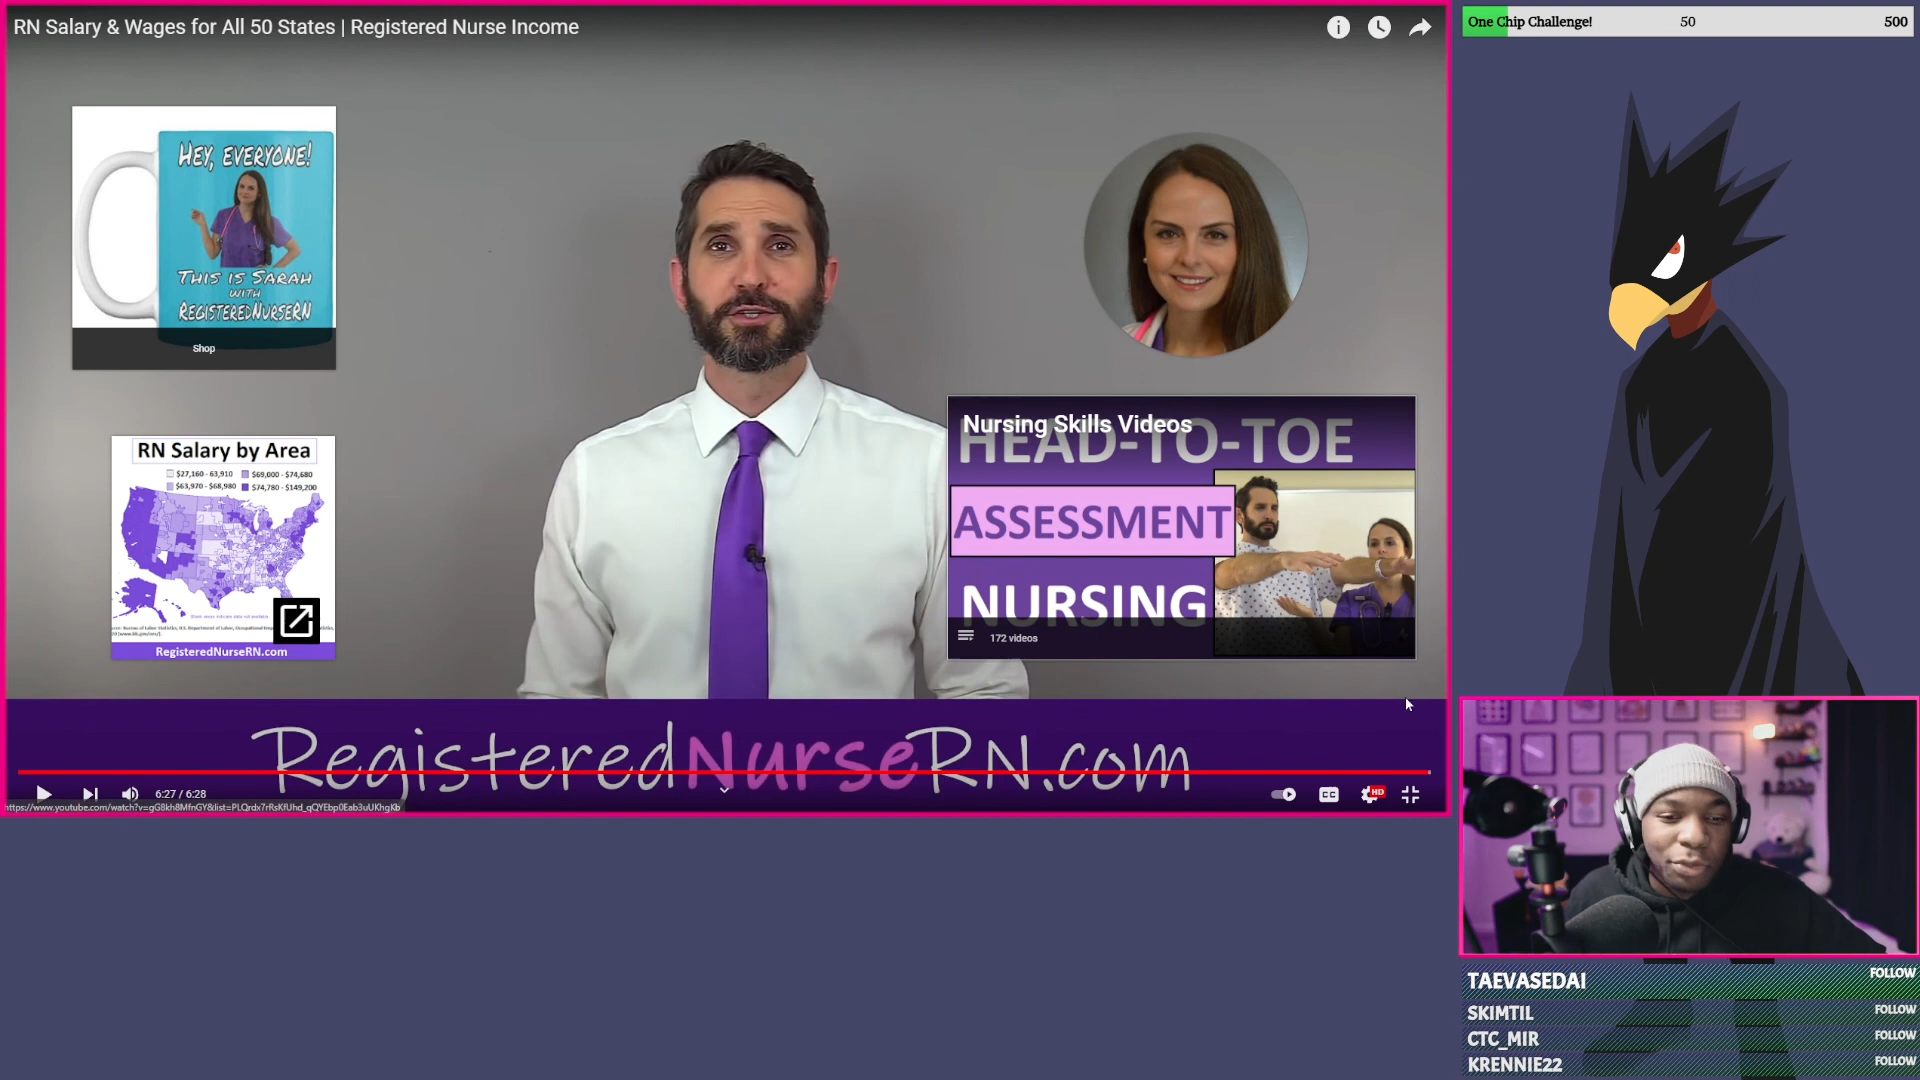 RN Salary & Wages for All 50 States | Registered Nurse Income
One Chip Challenge!
50
500
HEY, EVERYONE!
THIS IS SARAH
WITH
REGISTEREDNURSERN
Shop
RN Salary by Area
$27,160 - 63,910
$69,000 - $74,680
$63,970 - $68,980
$74,780 - $149,200
RegisteredNurseRN.com
Nursing Skills Videos
HEAD-TO-TOE
ASSESSMENT
NURSING
172 videos
RegisteredNurseRN.com
6:27 / 6:28
CC
HD
TAEVASEDAI
FOLLOW
SKIMTIL
FOLLOW
CTC_MIR
FOLLOW
KRENNIE22
FOLLOW